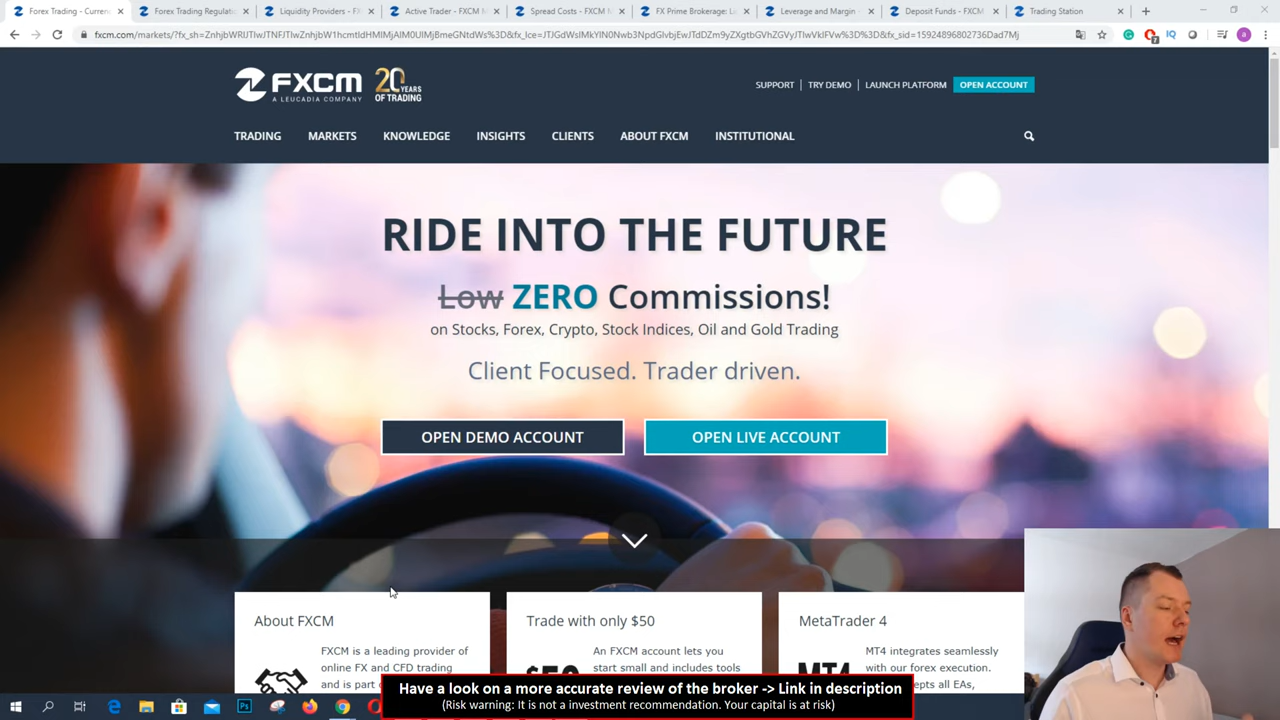 Forex Trading - Curren
Forex Trading Regulatio
Liquidity Providers - FX
Active Trader - FXCM M
Spread Costs - FXCM M
FX Prime Brokerage: Li
Leverage and Margin -
Deposit Funds - FXCM
Trading Station
FXCM
A LEUCADIA COMPANY
20 YEARS
OF TRADING
SUPPORT
TRY DEMO
LAUNCH PLATFORM
OPEN ACCOUNT
TRADING
MARKETS
KNOWLEDGE
INSIGHTS
CLIENTS
ABOUT FXCM
INSTITUTIONAL
RIDE INTO THE FUTURE
Low ZERO Commissions!
on Stocks, Forex, Crypto, Stock Indices, Oil and Gold Trading
Client Focused. Trader driven.
OPEN DEMO ACCOUNT
OPEN LIVE ACCOUNT
About FXCM
FXCM is a leading provider of
online FX and CFD trading
and is part
Trade with only $50
$50
An FXCM account lets you
start small and includes tools
MetaTrader 4
MT4
MT4 integrates seamlessly
with our forex execution.
all EAs,
Have a look on a more accurate review of the broker -> Link in description
(Risk warning: It is not a investment recommendation. Your capital is at risk)